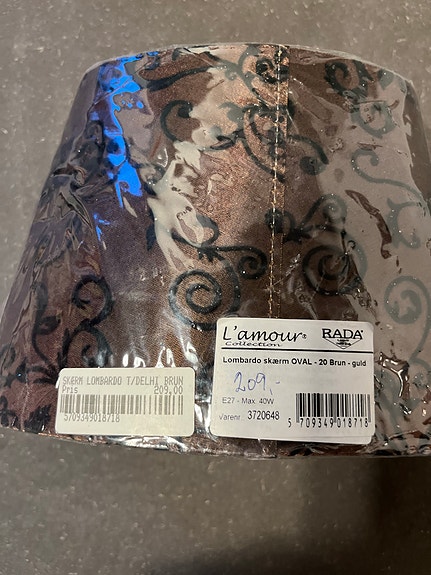 L'amour®
Collection
RADA®
Lombardo skærm OVAL - 20 Brun - guld
209,-
E27 - Max. 40W
Varenr. 3720648
5 709349 018718
SKÆRM LOMBARDO T/DELHI BRUN
Pris 209,00
5709349018718